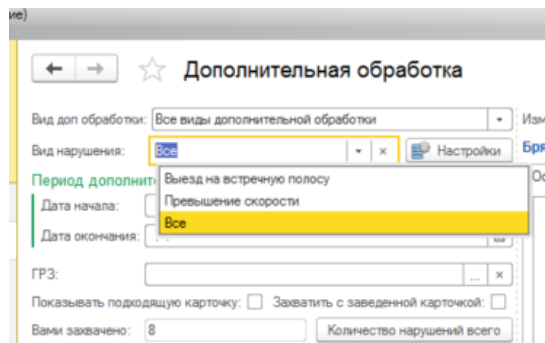 ие)
Дополнительная обработка
Вид доп обработки: Все виды дополнительной обработки
Изм
Вид нарушения: Все
Настройки
Бря
Период дополнит
Выезд на встречную полосу
Ос
Дата начала:
Превышение скорости
Все
Дата окончания:
ГРЗ:
Показывать подходящую карточку: Захватить с заведенной карточкой:
Вами захвачено: 8
Количество нарушений всего